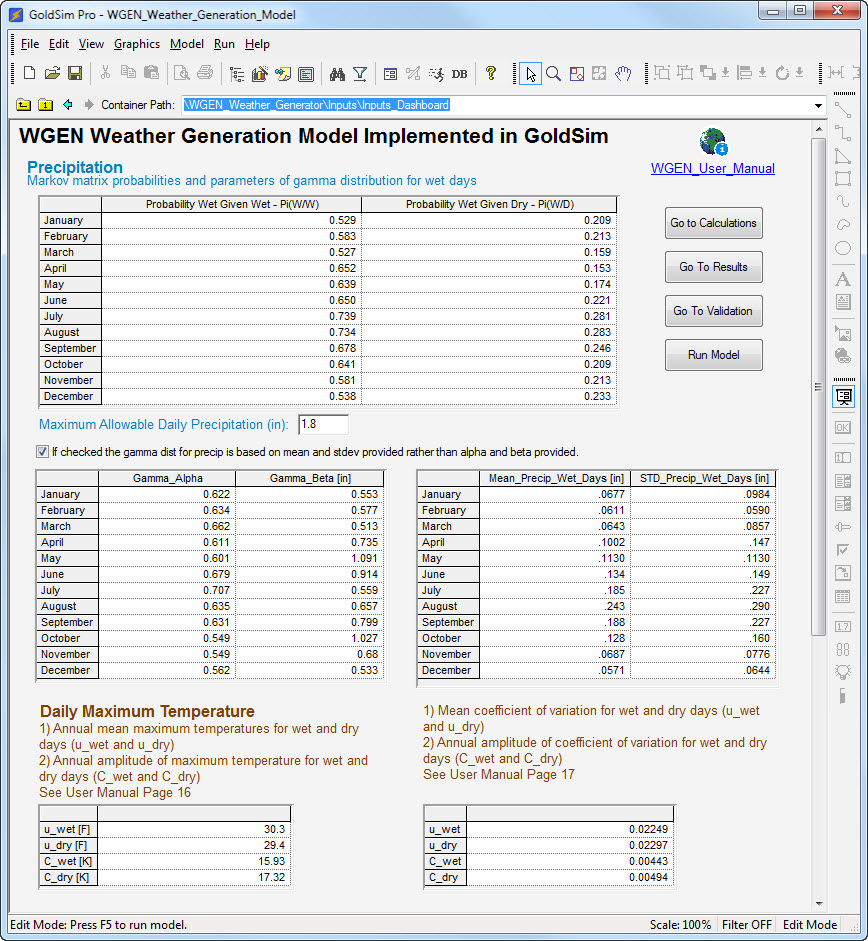 GoldSim Pro - WGEN_Weather_Generation_Model
File Edit View Graphics Model Run Help
DB ?
Container Path: \WGEN_Weather_Generator\Inputs\Inputs_Dashboard
WGEN Weather Generation Model Implemented in GoldSim
WGEN_User_Manual
Precipitation
Markov matrix probabilities and parameters of gamma distribution for wet days
Probability Wet Given Wet - Pi(W/W) Probability Wet Given Dry - Pi(W/D)
January 0.529 0.209
February 0.583 0.213
March 0.527 0.159
April 0.652 0.153
May 0.639 0.174
June 0.650 0.221
July 0.739 0.281
August 0.734 0.283
September 0.678 0.246
October 0.641 0.209
November 0.581 0.213
December 0.538 0.233
Go to Calculations
Go To Results
Go To Validation
Run Model
Maximum Allowable Daily Precipitation (in): 1.8
If checked the gamma dist for precip is based on mean and stdev provided rather than alpha and beta provided.
Gamma_Alpha Gamma_Beta [in]
January 0.622 0.553
February 0.634 0.577
March 0.662 0.513
April 0.611 0.735
May 0.601 1.091
June 0.679 0.914
July 0.707 0.559
August 0.635 0.657
September 0.631 0.799
October 0.549 1.027
November 0.549 0.68
December 0.562 0.533
Mean_Precip_Wet_Days [in] STD_Precip_Wet_Days [in]
January .0677 .0984
February .0611 .0590
March .0643 .0857
April .1002 .147
May .1130 .1130
June .134 .149
July .185 .227
August .243 .290
September .188 .227
October .128 .160
November .0687 .0776
December .0571 .0644
Daily Maximum Temperature
1) Annual mean maximum temperatures for wet and dry
days (u_wet and u_dry)
2) Annual amplitude of maximum temperature for wet and
dry days (C_wet and C_dry)
See User Manual Page 16
u_wet [F] 30.3
u_dry [F] 29.4
C_wet [K] 15.93
C_dry [K] 17.32
1) Mean coefficient of variation for wet and dry days (u_wet
and u_dry)
2) Annual amplitude of coefficient of variation for wet and dry
days (C_wet and C_dry)
See User Manual Page 17
u_wet 0.02249
u_dry 0.02297
C_wet 0.00443
C_dry 0.00494
A
OK
1.7
Edit Mode: Press F5 to run model. Scale: 100% Filter OFF Edit Mode